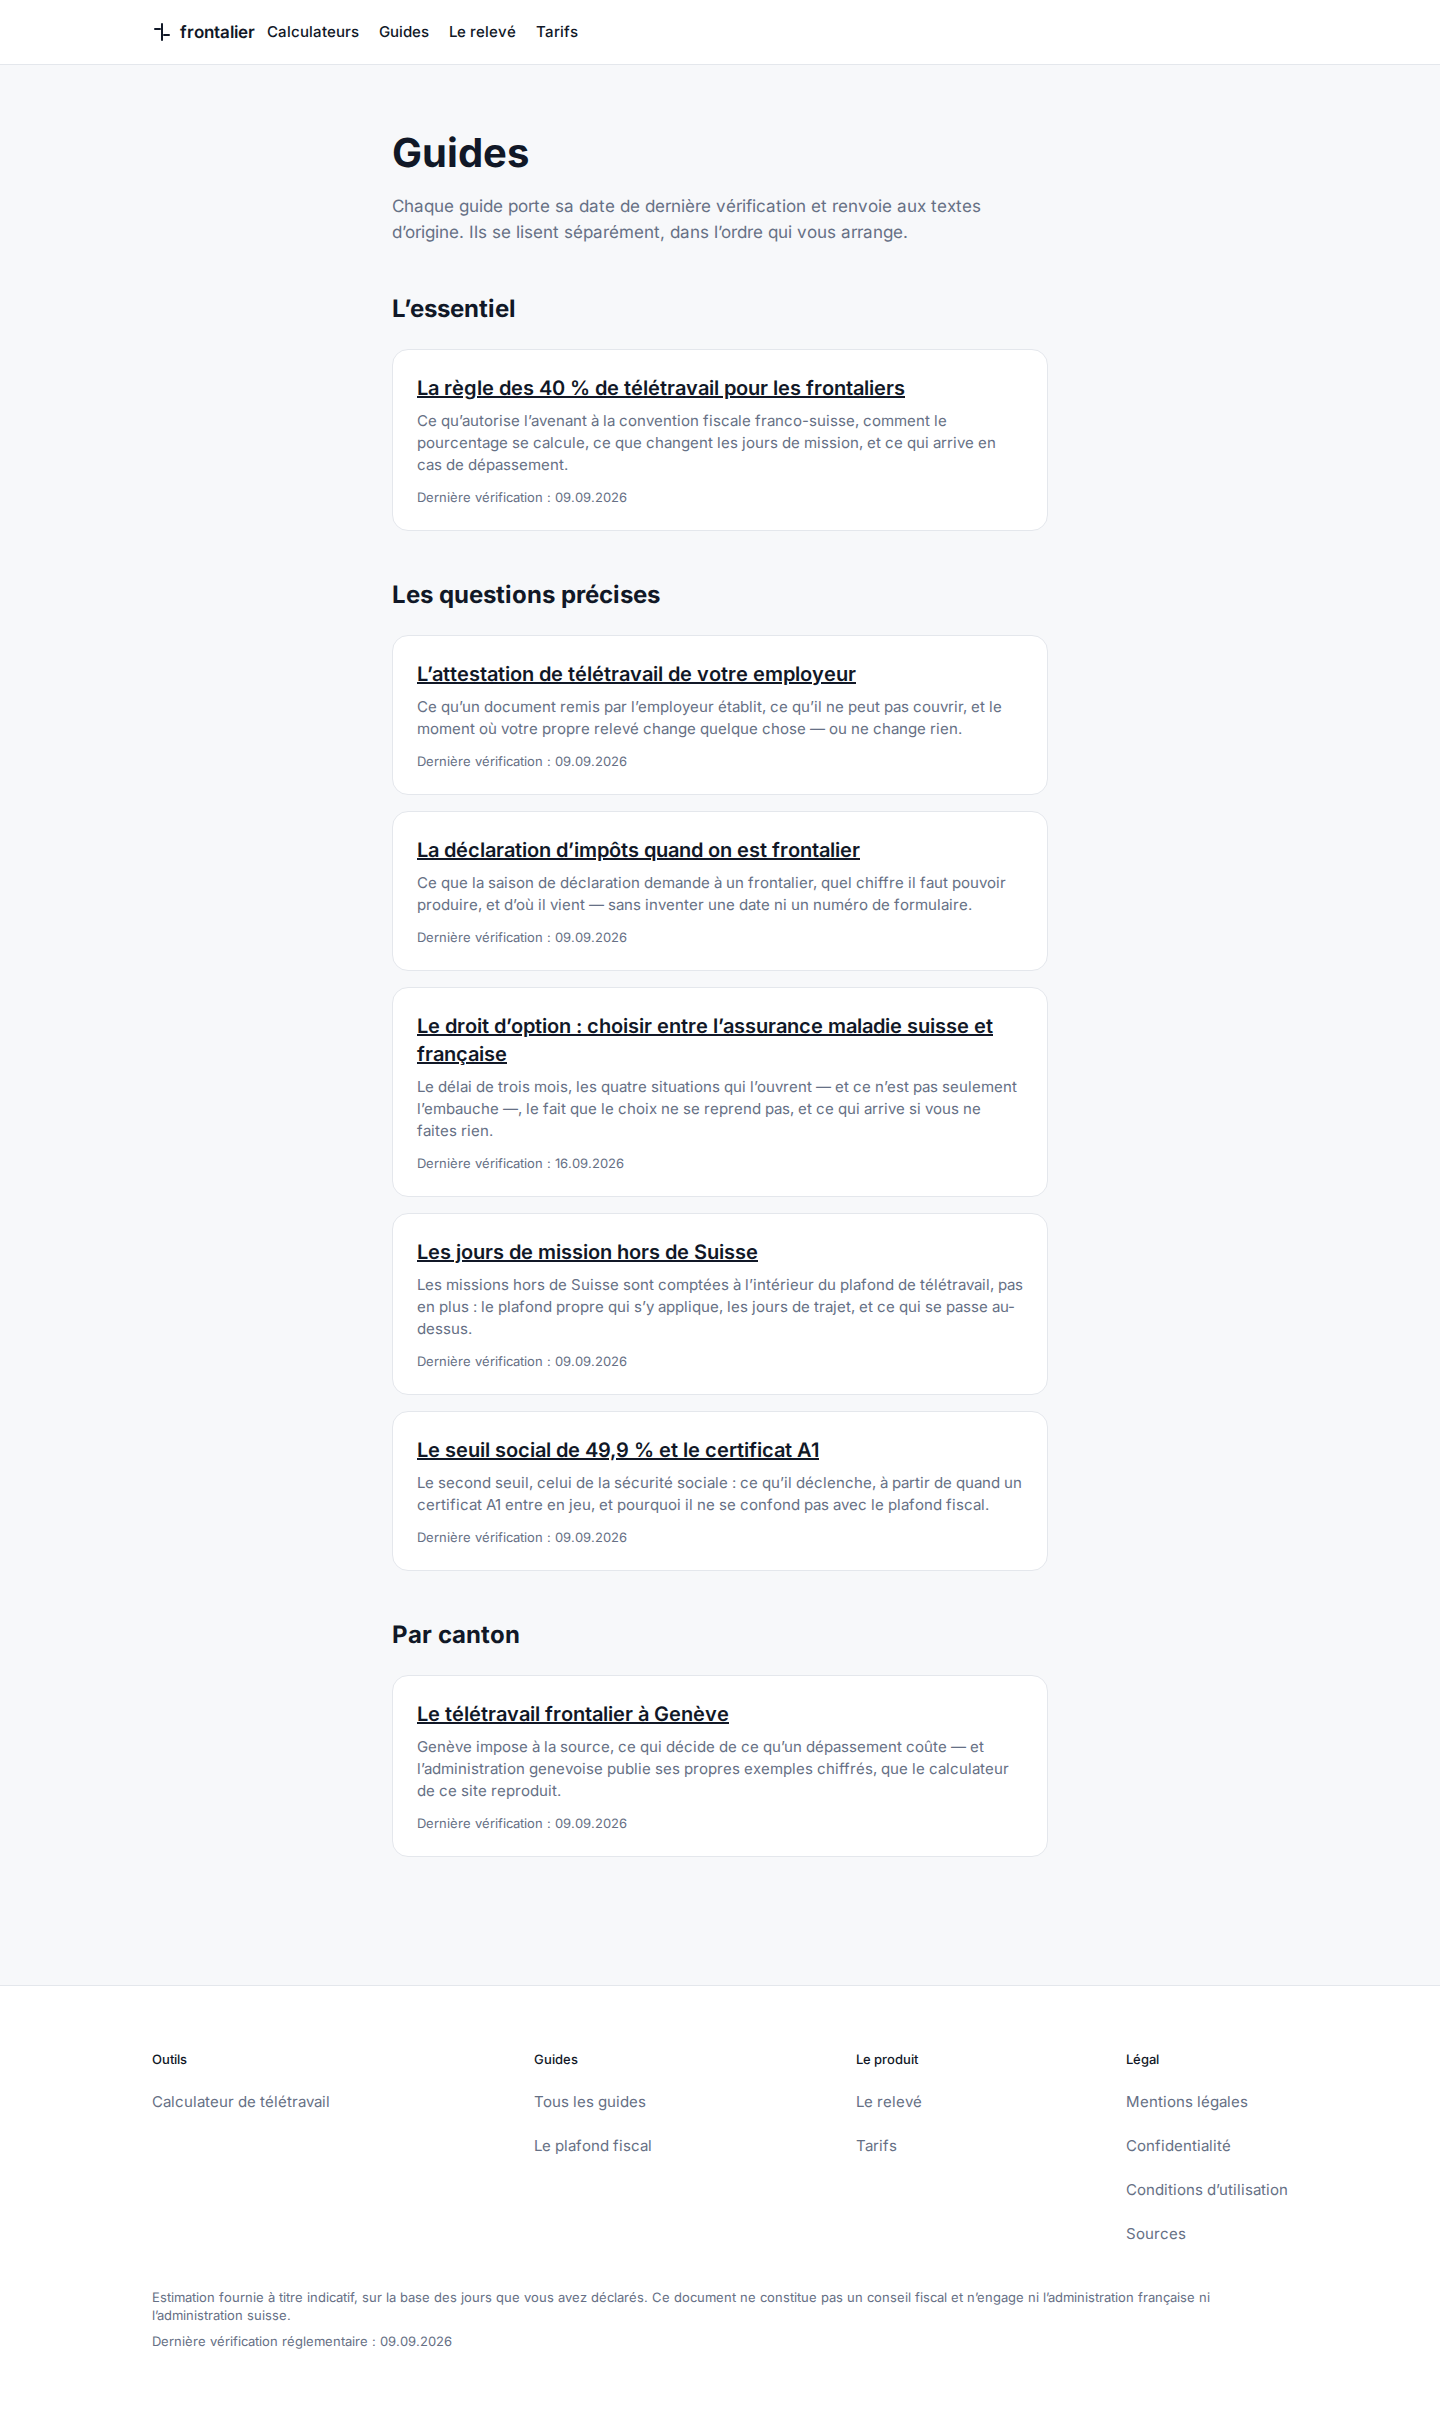 frontalier Calculateurs Guides Le relevé Tarifs
Guides
Chaque guide porte sa date de dernière vérification et renvoie aux textes
d’origine. Ils se lisent séparément, dans l’ordre qui vous arrange.
L’essentiel
La règle des 40 % de télétravail pour les frontaliers
Ce qu’autorise l’avenant à la convention fiscale franco-suisse, comment le
pourcentage se calcule, ce que changent les jours de mission, et ce qui arrive en
cas de dépassement.
Dernière vérification : 09.09.2026
Les questions précises
L’attestation de télétravail de votre employeur
Ce qu’un document remis par l’employeur établit, ce qu’il ne peut pas couvrir, et le
moment où votre propre relevé change quelque chose — ou ne change rien.
Dernière vérification : 09.09.2026
La déclaration d’impôts quand on est frontalier
Ce que la saison de déclaration demande à un frontalier, quel chiffre il faut pouvoir
produire, et d’où il vient — sans inventer une date ni un numéro de formulaire.
Dernière vérification : 09.09.2026
Le droit d’option : choisir entre l’assurance maladie suisse et
française
Le délai de trois mois, les quatre situations qui l’ouvrent — et ce n’est pas seulement
l’embauche —, le fait que le choix ne se reprend pas, et ce qui arrive si vous ne
faites rien.
Dernière vérification : 16.09.2026
Les jours de mission hors de Suisse
Les missions hors de Suisse sont comptées à l’intérieur du plafond de télétravail, pas
en plus : le plafond propre qui s’y applique, les jours de trajet, et ce qui se passe au-
dessus.
Dernière vérification : 09.09.2026
Le seuil social de 49,9 % et le certificat A1
Le second seuil, celui de la sécurité sociale : ce qu’il déclenche, à partir de quand un
certificat A1 entre en jeu, et pourquoi il ne se confond pas avec le plafond fiscal.
Dernière vérification : 09.09.2026
Par canton
Le télétravail frontalier à Genève
Genève impose à la source, ce qui décide de ce qu’un dépassement coûte — et
l’administration genevoise publie ses propres exemples chiffrés, que le calculateur
de ce site reproduit.
Dernière vérification : 09.09.2026
Outils
Calculateur de télétravail
Guides
Tous les guides
Le plafond fiscal
Le produit
Le relevé
Tarifs
Légal
Mentions légales
Confidentialité
Conditions d’utilisation
Sources
Estimation fournie à titre indicatif, sur la base des jours que vous avez déclarés. Ce document ne constitue pas un conseil fiscal et n’engage ni l’administration française ni
l’administration suisse.
Dernière vérification réglementaire : 09.09.2026